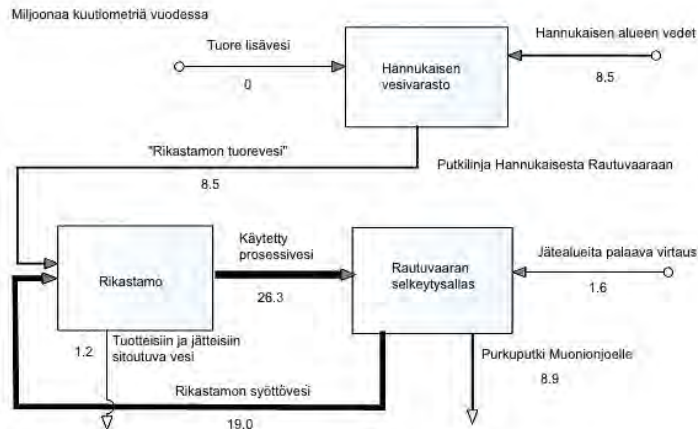 Miljoonaa kuutiometriä vuodessa
Tuore lisävesi
0
Hannukaisen
vesivarasto
Hannukaisen alueen vedet
8.5
"Rikastamon tuorevesi"
8.5
Putkilinja Hannukaisesta Rautuvaaraan
Rikastamo
Käytetty
prosessivesi
26.3
Rautuvaaran
selkeytysallas
Jätealueita palaava virtaus
1.6
1.2
Tuotteisiin ja jätteisiin
sitoutuva vesi
Purkuputki Muonionjoelle
8.9
Rikastamon syöttövesi
19.0